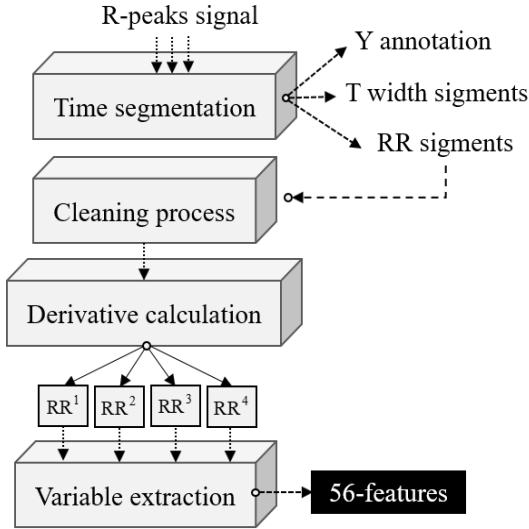 R-peaks signal
Y annotation
Time segmentation
T width sigments
RR sigments
Cleaning process
Derivative calculation
RR¹ RR² RR³ RR⁴
Variable extraction
56-features